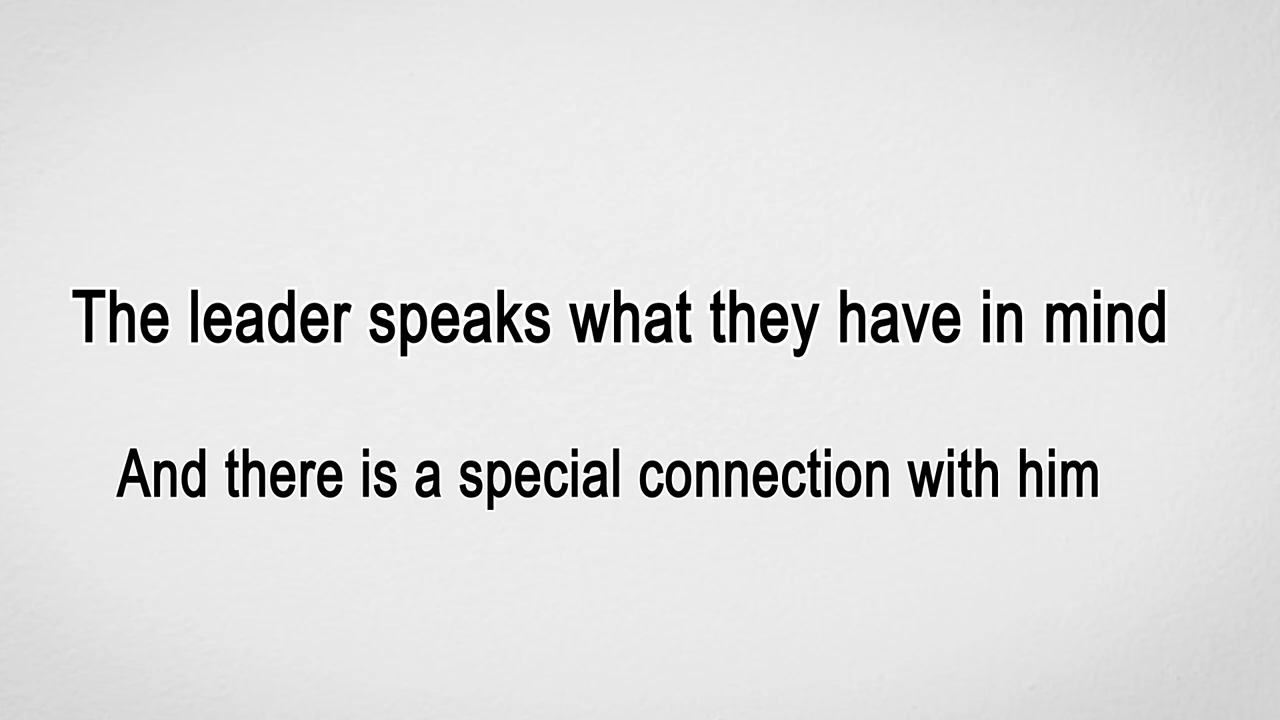 The leader speaks what they have in mind
And there is a special connection with him